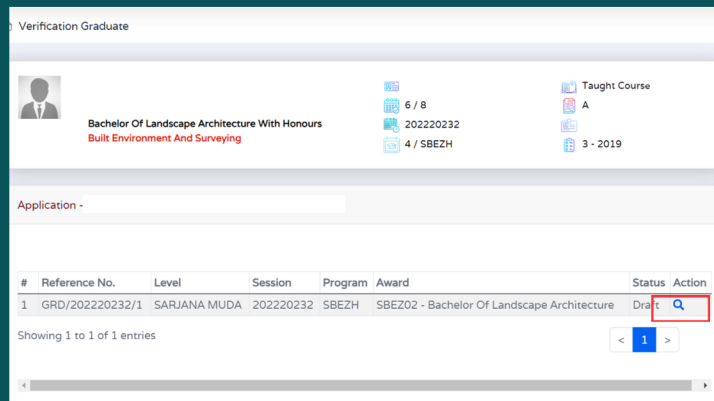 Verification Graduate
Bachelor Of Landscape Architecture With Honours
Built Environment And Surveying
6 / 8
202220232
4 / SBEZH
Taught Course
A
3 - 2019
Application -
# Reference No. Level Session Program Award Status Action
1 GRD/202220232/1 SARJANA MUDA 202220232 SBEZH SBEZ02 - Bachelor Of Landscape Architecture Draft
Showing 1 to 1 of 1 entries
< 1 >